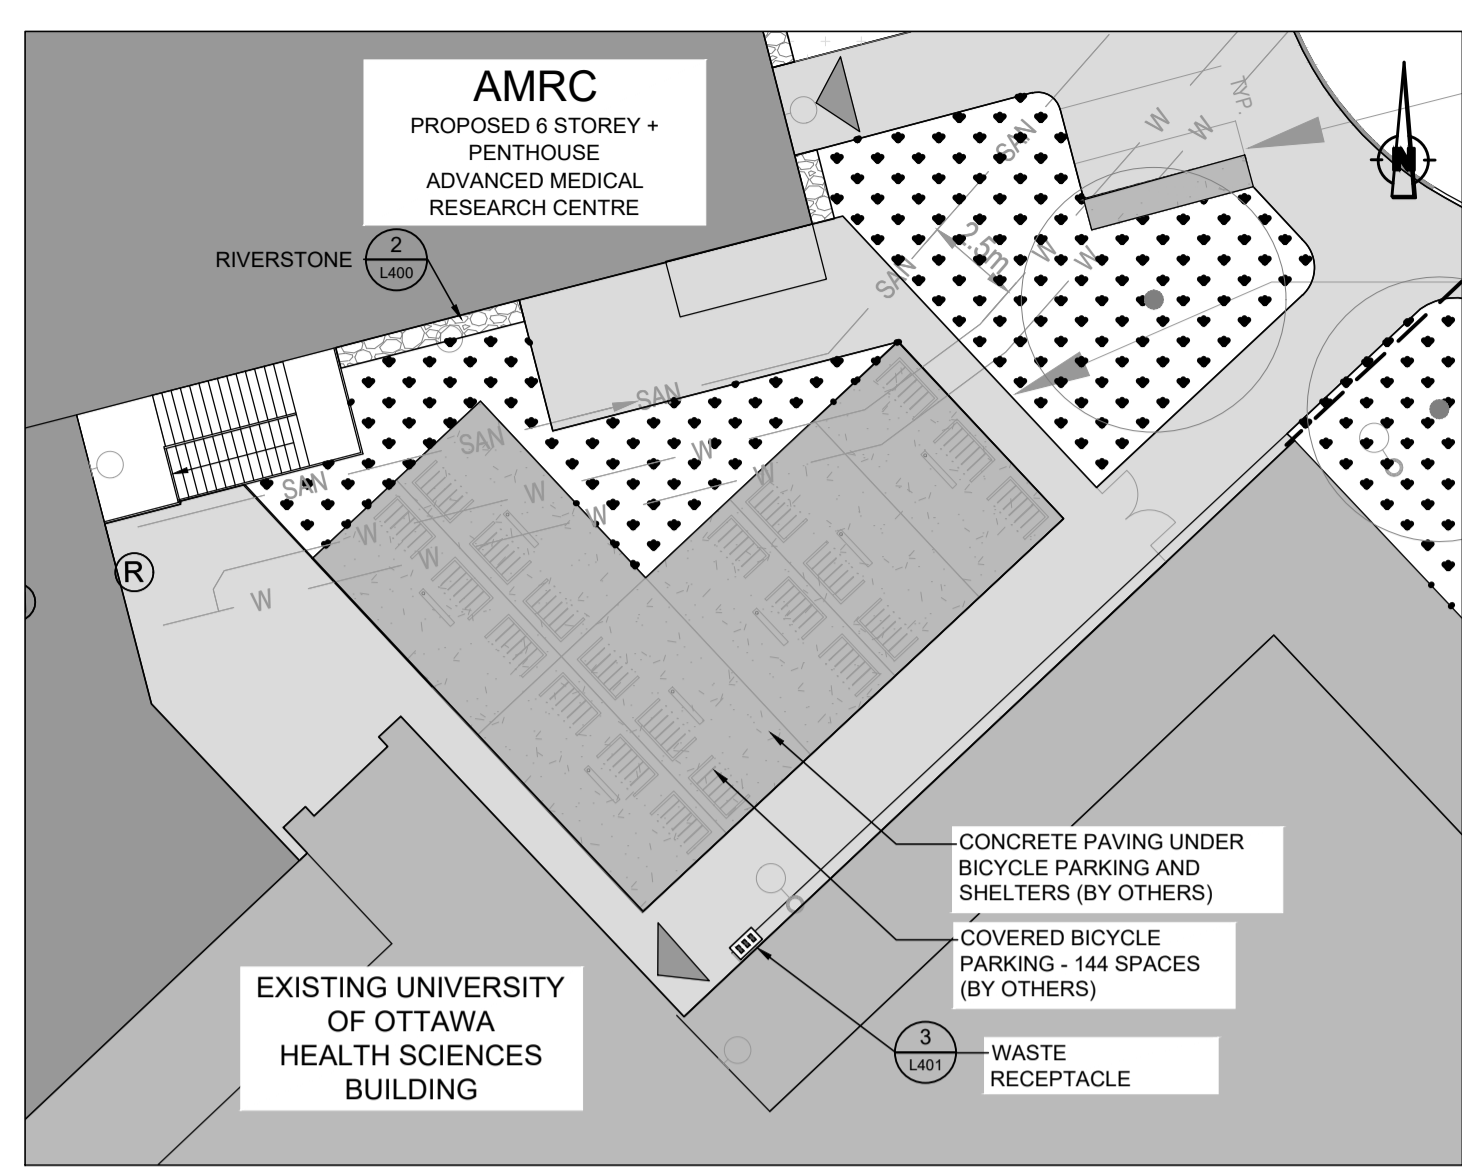 AMRC
PROPOSED 6 STOREY +
PENTHOUSE
ADVANCED MEDICAL
RESEARCH CENTRE
RIVERSTONE
2
L400
TYP.
N
W
W
SAN
2.5m
W
W
SAN
SAN
SAN
W
W
SAN
W
W
W
W
W
R
CONCRETE PAVING UNDER
BICYCLE PARKING AND
SHELTERS (BY OTHERS)
COVERED BICYCLE
PARKING - 144 SPACES
(BY OTHERS)
3
L401
WASTE
RECEPTACLE
EXISTING UNIVERSITY
OF OTTAWA
HEALTH SCIENCES
BUILDING